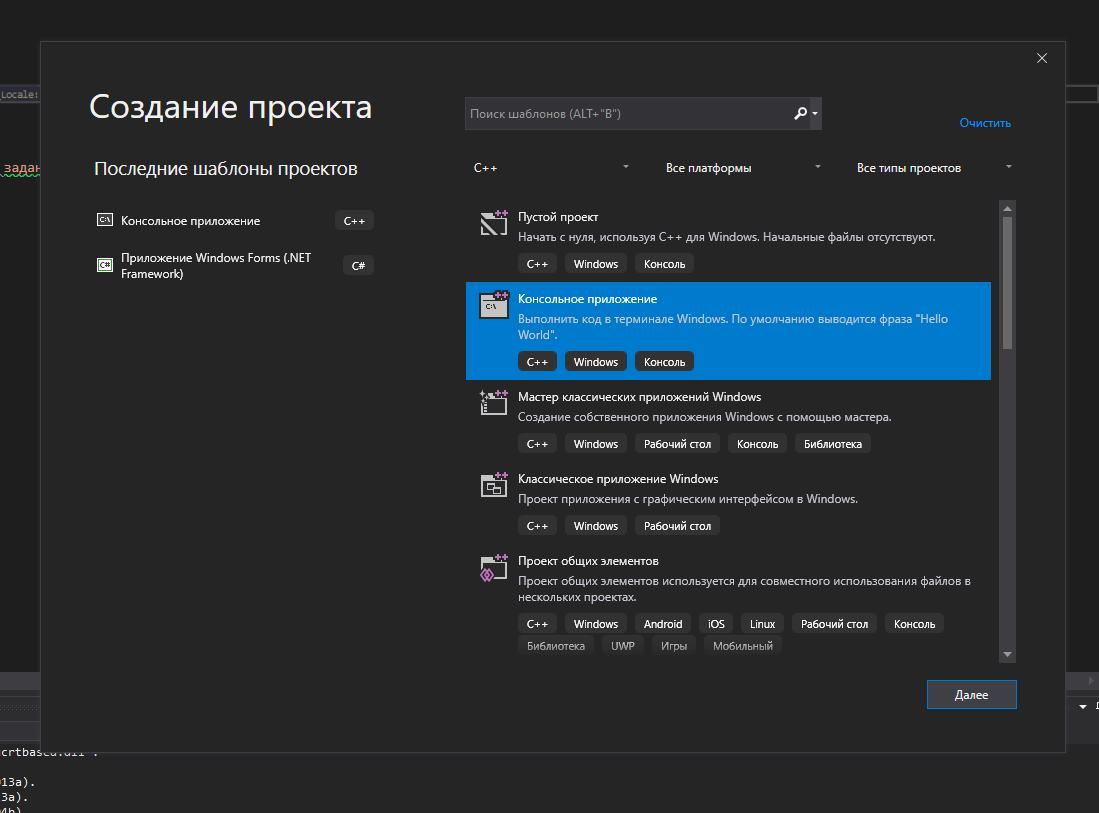 Locale:
Создание проекта
Поиск шаблонов (ALT+"В")
Очистить
задан
Последние шаблоны проектов
C++
Все платформы
Все типы проектов
Консольное приложение
C++
Приложение Windows Forms (.NET
Framework)
C#
Пустой проект
Начать с нуля, используя C++ для Windows. Начальные файлы отсутствуют.
C++ Windows Консоль
Консольное приложение
Выполнить код в терминале Windows. По умолчанию выводится фраза "Hello
World".
C++ Windows Консоль
Мастер классических приложений Windows
Создание собственного приложения Windows с помощью мастера.
C++ Windows Рабочий стол Консоль Библиотека
Классическое приложение Windows
Проект приложения с графическим интерфейсом в Windows.
C++ Windows Рабочий стол
Проект общих элементов
Проект общих элементов используется для совместного использования файлов в
нескольких проектах.
C++ Windows Android iOS Linux Рабочий стол Консоль
Библиотека UWP Игры Мобильный
Далее
crtbased.dll".
13a).
3a).